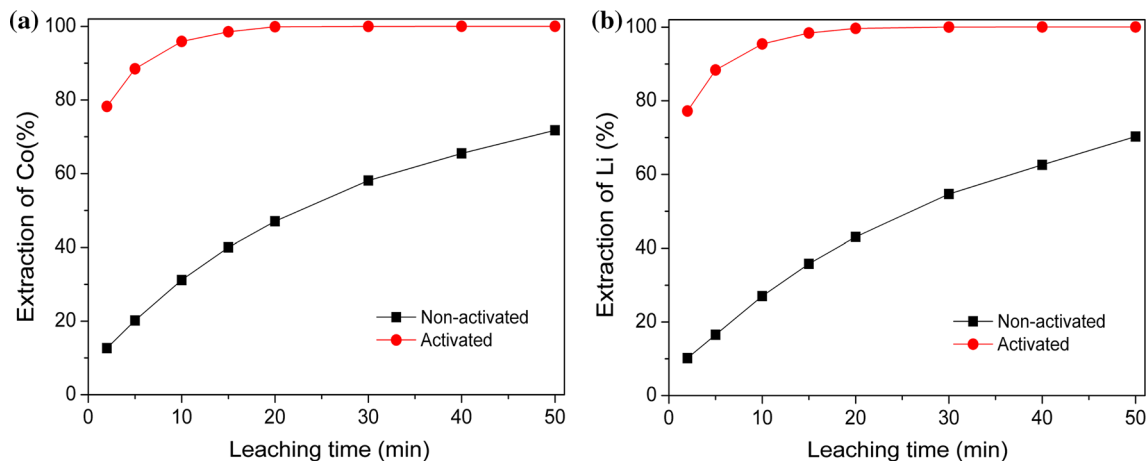 (a)
100
80
60
40
20
0
Extraction of Co(%)
Non-activated
Activated
0 10 20 30 40 50
Leaching time (min)
(b)
100
80
60
40
20
0
Extraction of Li (%)
Non-activated
Activated
0 10 20 30 40 50
Leaching time (min)